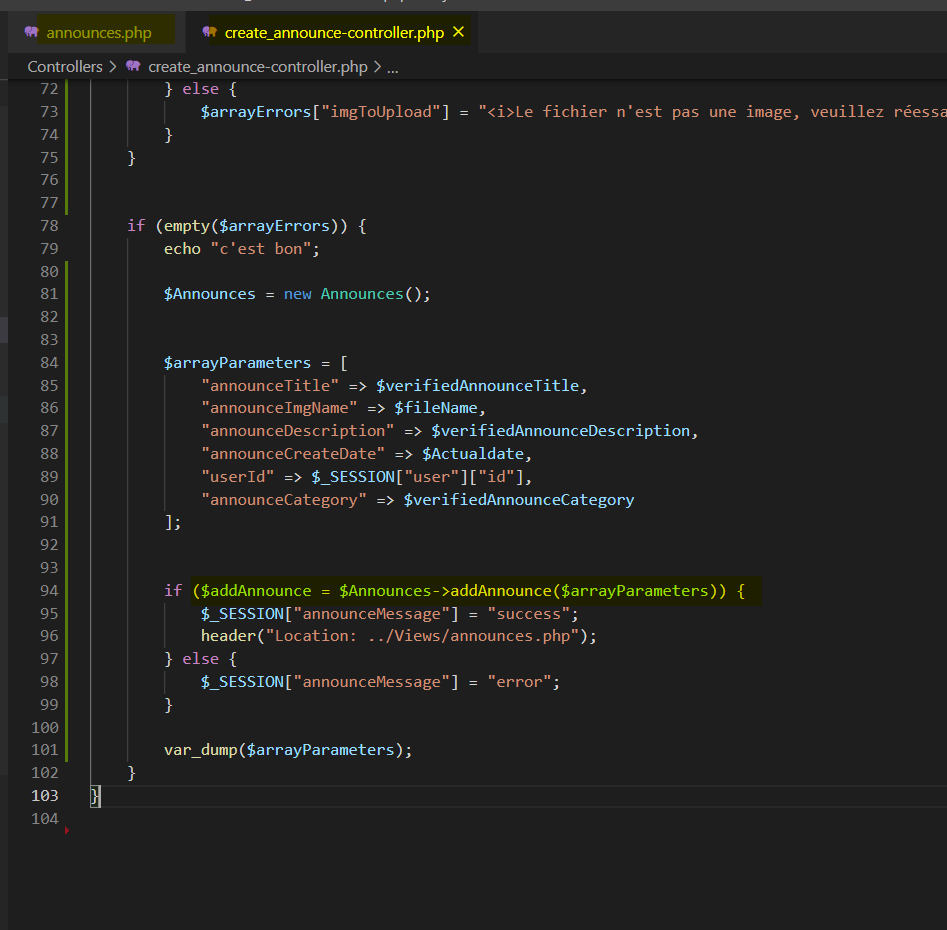 announces.php
create_announce-controller.php ×
Controllers > create_announce-controller.php > ...
72 } else {
73 $arrayErrors["imgToUpload"] = "<i>Le fichier n'est pas une image, veuillez réessa
74 }
75 }
76
77
78 if (empty($arrayErrors)) {
79 echo "c'est bon";
80
81 $Announces = new Announces();
82
83
84 $arrayParameters = [
85 "announceTitle" => $verifiedAnnounceTitle,
86 "announceImgName" => $fileName,
87 "announceDescription" => $verifiedAnnounceDescription,
88 "announceCreateDate" => $Actualdate,
89 "userId" => $_SESSION["user"]["id"],
90 "announceCategory" => $verifiedAnnounceCategory
91 ];
92
93
94 if ($addAnnounce = $Announces->addAnnounce($arrayParameters)) {
95 $_SESSION["announceMessage"] = "success";
96 header("Location: ../Views/announces.php");
97 } else {
98 $_SESSION["announceMessage"] = "error";
99 }
100
101 var_dump($arrayParameters);
102 }
103 }
104